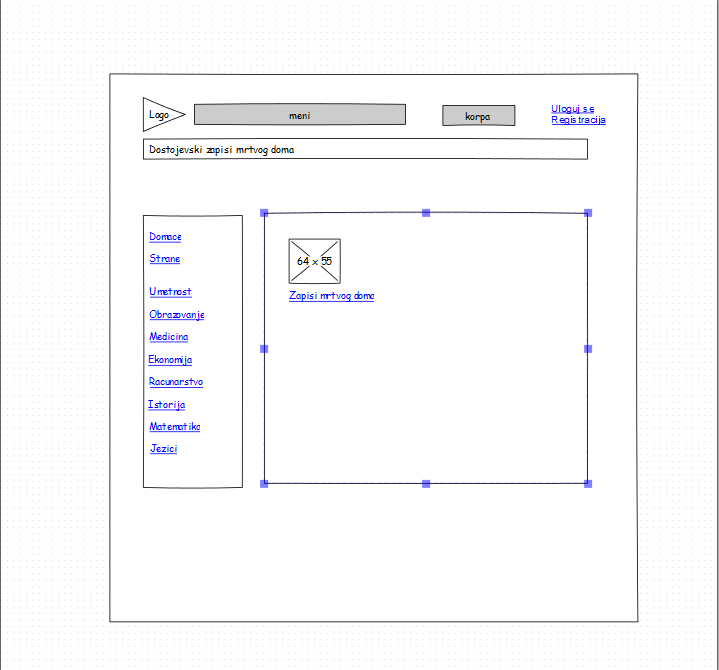 Logo
meni
korpa
Uloguj se
Registracija
Dostojevski zapisi mrtvog doma
Domace
Strane
Umetnost
Obrazovanje
Medicina
Ekonomija
Racunarstvo
Istorija
Matematika
Jezici
64 x 55
Zapisi mrtvog doma